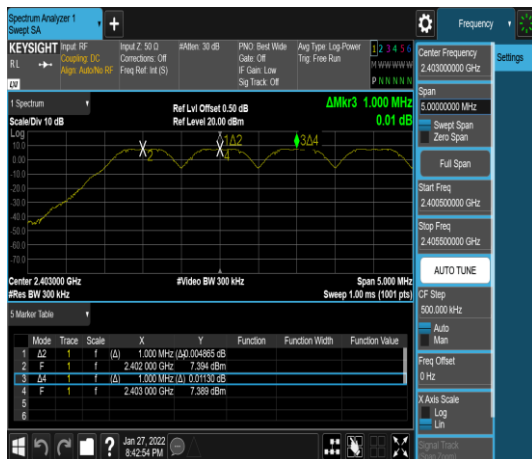 Spectrum Analyzer 1
Swept SA
+
Frequency
KEYSIGHT Input: RF
RL
Coupling: DC
Align: Auto/No RF
Input Z: 50 Ω
Corrections: Off
Freq Ref: Int (S)
#Atten: 30 dB
PNO: Best Wide
Gate: Off
IF Gain: Low
Sig Track: Off
Avg Type: Log-Power
Trig: Free Run
1 2 3 4 5 6
M W W W W W
P N N N N N
Settings
Center Frequency
2.403000000 GHz
Span
5.00000000 MHz
Swept Span
Zero Span
Full Span
Start Freq
2.400500000 GHz
Stop Freq
2.405500000 GHz
AUTO TUNE
CF Step
500.000 kHz
Auto
Man
Freq Offset
0 Hz
X Axis Scale
Log
Lin
Signal Track
(Span Zoom)
1 Spectrum
Scale/Div 10 dB
Ref Lvl Offset 0.50 dB
Ref Level 20.00 dBm
ΔMkr3 1.000 MHz
0.01 dB
Log
10.0
0.00
-10.0
-20.0
-30.0
-40.0
-50.0
-60.0
-70.0
2
1Δ2
4
3Δ4
Center 2.403000 GHz
#Res BW 300 kHz
#Video BW 300 kHz
Span 5.000 MHz
Sweep 1.00 ms (1001 pts)
5 Marker Table
Mode Trace Scale X Y Function Function Width Function Value
1 Δ2 1 f (Δ) 1.000 MHz (Δ) 0.004865 dB
2 F 1 f 2.402 000 GHz 7.394 dBm
3 Δ4 1 f (Δ) 1.000 MHz (Δ) 0.01130 dB
4 F 1 f 2.403 000 GHz 7.389 dBm
5
6
?
Jan 27, 2022
8:42:54 PM